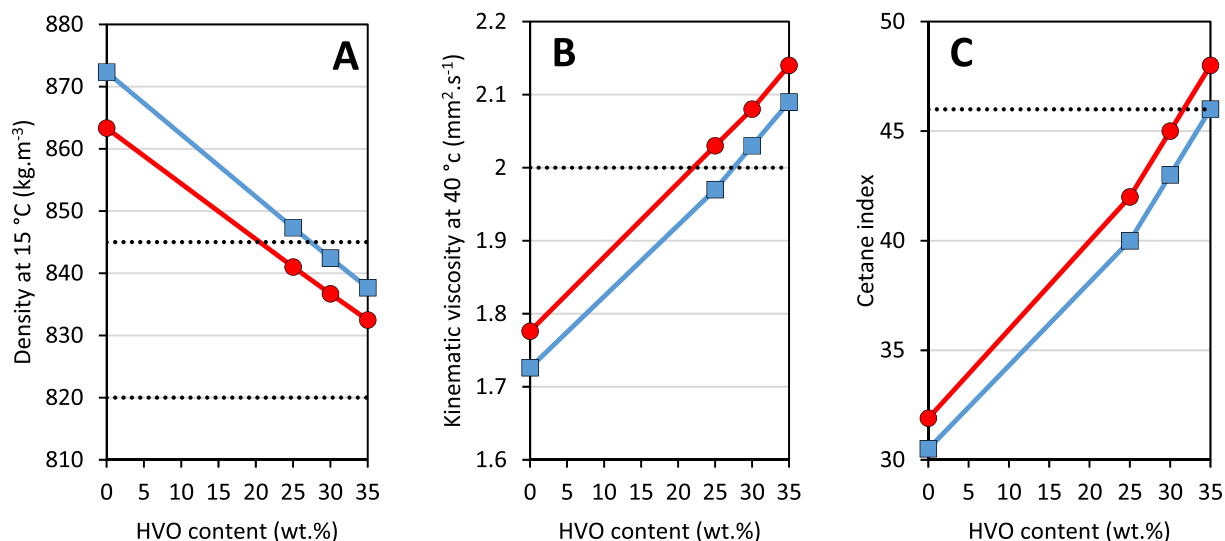 A
Density at 15 °C (kg.m⁻³)
880
870
860
850
840
830
820
810
0 5 10 15 20 25 30 35
HVO content (wt.%)
B
Kinematic viscosity at 40 ° c (mm².s⁻¹)
2.2
2.1
2
1.9
1.8
1.7
1.6
0 5 10 15 20 25 30 35
HVO content (wt.%)
C
Cetane index
50
45
40
35
30
0 5 10 15 20 25 30 35
HVO content (wt.%)